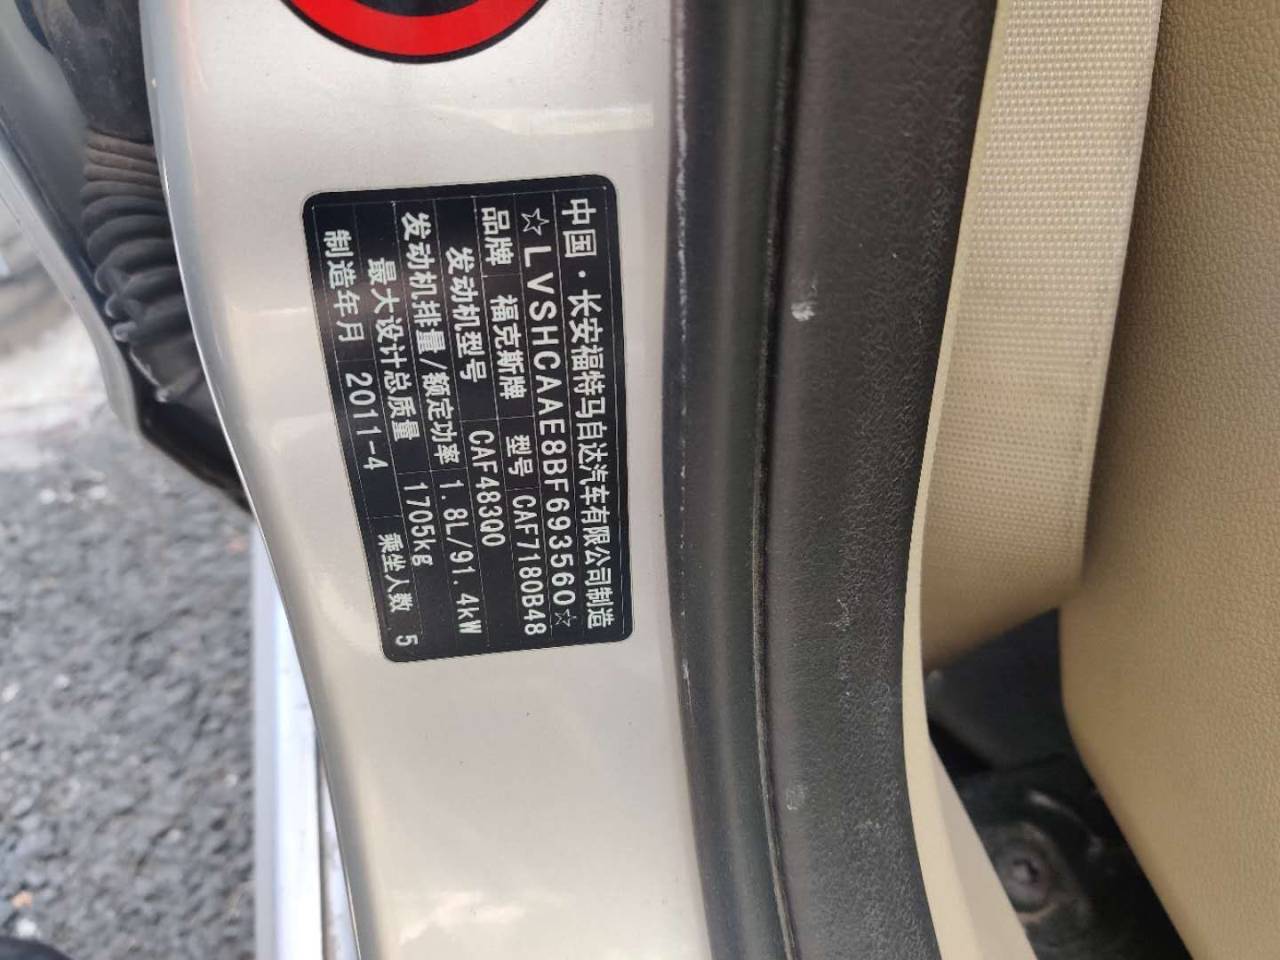 中国·长安福特马自达汽车有限公司制造
☆LVSHCAAE8BF693560☆
品牌 福克斯牌 型号 CAF7180B48
发动机型号 CAF483Q0
发动机排量/额定功率 1.8L/91.4kW
最大设计总质量 1705kg
制造年月 2011-4 乘坐人数 5